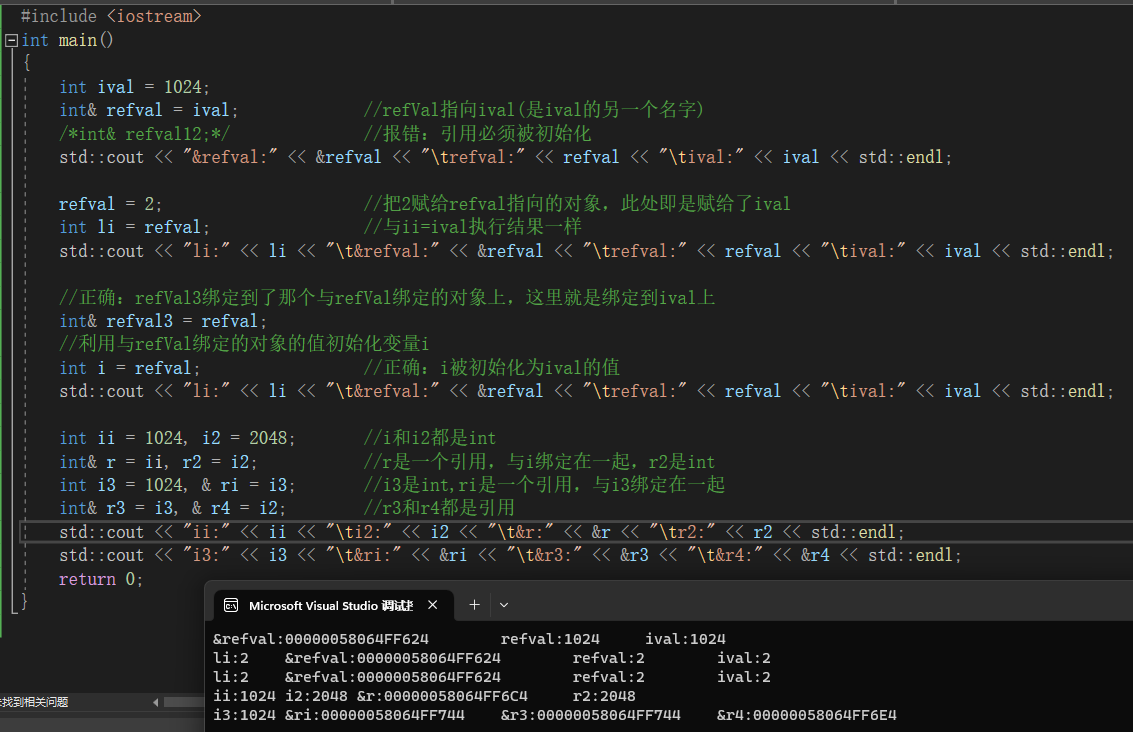 #include <iostream>
int main()
{
int ival = 1024;
int& refval = ival; //refVal指向ival(是ival的另一个名字)
/*int& refval12;*/ //报错：引用必须被初始化
std::cout << "&refval:" << &refval << "\trefval:" << refval << "\tival:" << ival << std::endl;
refval = 2; //把2赋给refval指向的对象，此处即是赋给了ival
int li = refval; //与ii=ival执行结果一样
std::cout << "li:" << li << "\t&refval:" << &refval << "\trefval:" << refval << "\tival:" << ival << std::endl;
//正确：refVal3绑定到了那个与refVal绑定的对象上，这里就是绑定到ival上
int& refval3 = refval;
//利用与refVal绑定的对象的值初始化变量i
int i = refval; //正确：i被初始化为ival的值
std::cout << "li:" << li << "\t&refval:" << &refval << "\trefval:" << refval << "\tival:" << ival << std::endl;
int ii = 1024, i2 = 2048; //i和i2都是int
int& r = ii, r2 = i2; //r是一个引用，与i绑定在一起，r2是int
int i3 = 1024, & ri = i3; //i3是int,ri是一个引用，与i3绑定在一起
int& r3 = i3, & r4 = i2; //r3和r4都是引用
std::cout << "ii:" << ii << "\ti2:" << i2 << "\t&r:" << &r << "\tr2:" << r2 << std::endl;
std::cout << "i3:" << i3 << "\t&ri:" << &ri << "\t&r3:" << &r3 << "\t&r4:" << &r4 << std::endl;
return 0;
}
Microsoft Visual Studio 调试
&refval:00000058064FF624 refval:1024 ival:1024
li:2 &refval:00000058064FF624 refval:2 ival:2
li:2 &refval:00000058064FF624 refval:2 ival:2
ii:1024 i2:2048 &r:00000058064FF6C4 r2:2048
i3:1024 &ri:00000058064FF744 &r3:00000058064FF744 &r4:00000058064FF6E4
找到相关问题